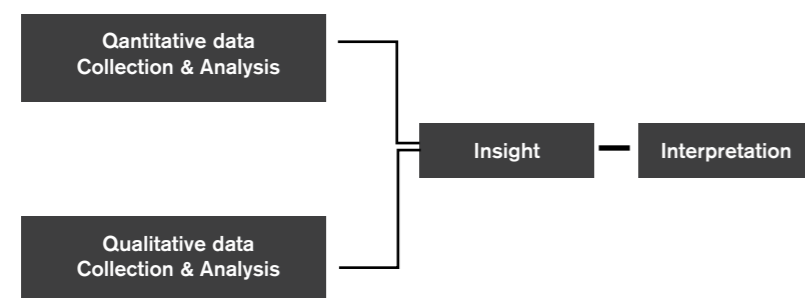 Qantitative data
Collection & Analysis
Insight
Interpretation
Qualitative data
Collection & Analysis